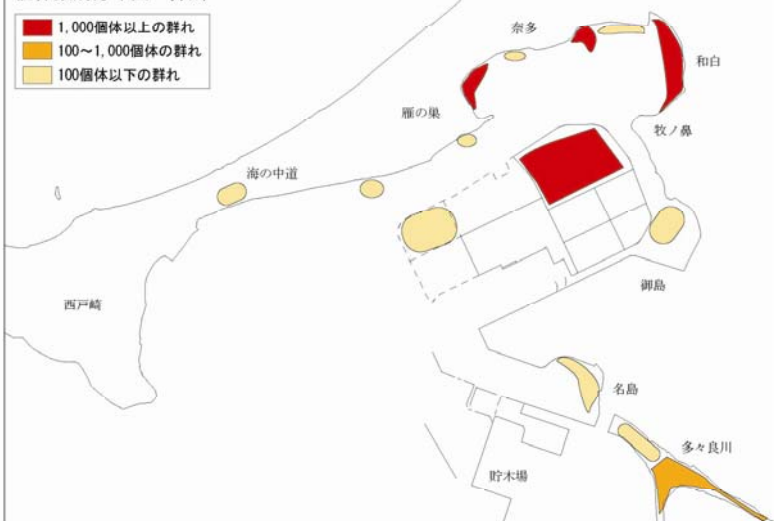 1,000個体以上の群れ
100～1,000個体の群れ
100個体以下の群れ
奈多
和白
雁の巣
牧ノ鼻
海の中道
御島
西戸崎
名島
多々良川
貯木場